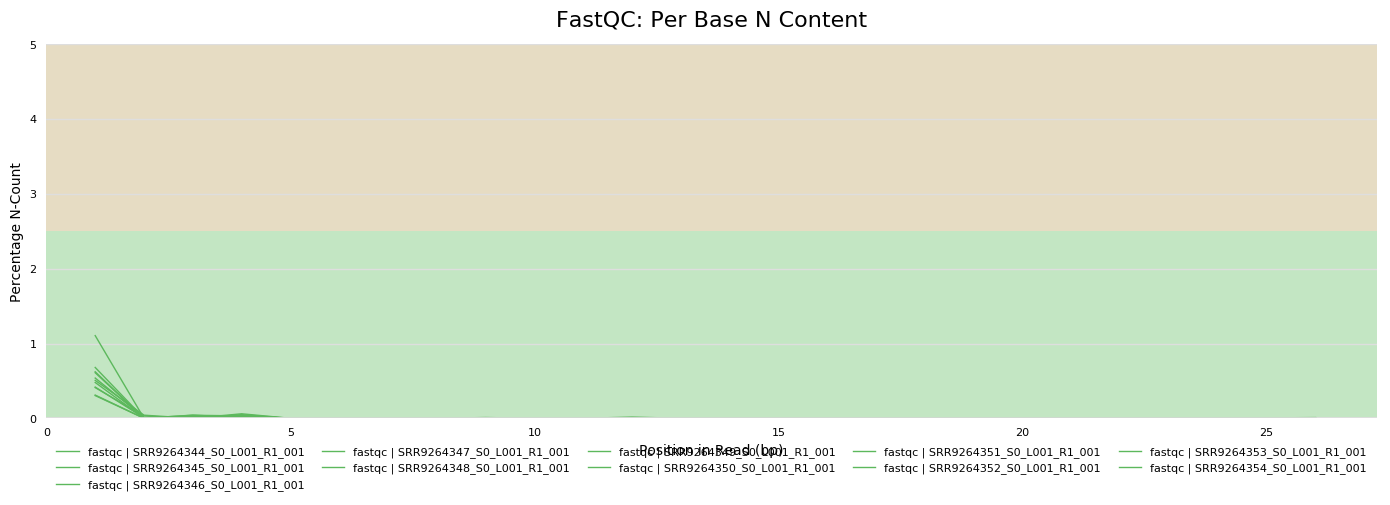 FastQC: Per Base N Content
5
4
3
2
1
0
Percentage N-Count
0 5 10 15 20 25
Position in Read (bp)
fastqc | SRR9264344_S0_L001_R1_001 fastqc | SRR9264347_S0_L001_R1_001 fastqc | SRR9264349_S0_L001_R1_001 fastqc | SRR9264351_S0_L001_R1_001 fastqc | SRR9264353_S0_L001_R1_001
fastqc | SRR9264345_S0_L001_R1_001 fastqc | SRR9264348_S0_L001_R1_001 fastqc | SRR9264350_S0_L001_R1_001 fastqc | SRR9264352_S0_L001_R1_001 fastqc | SRR9264354_S0_L001_R1_001
fastqc | SRR9264346_S0_L001_R1_001